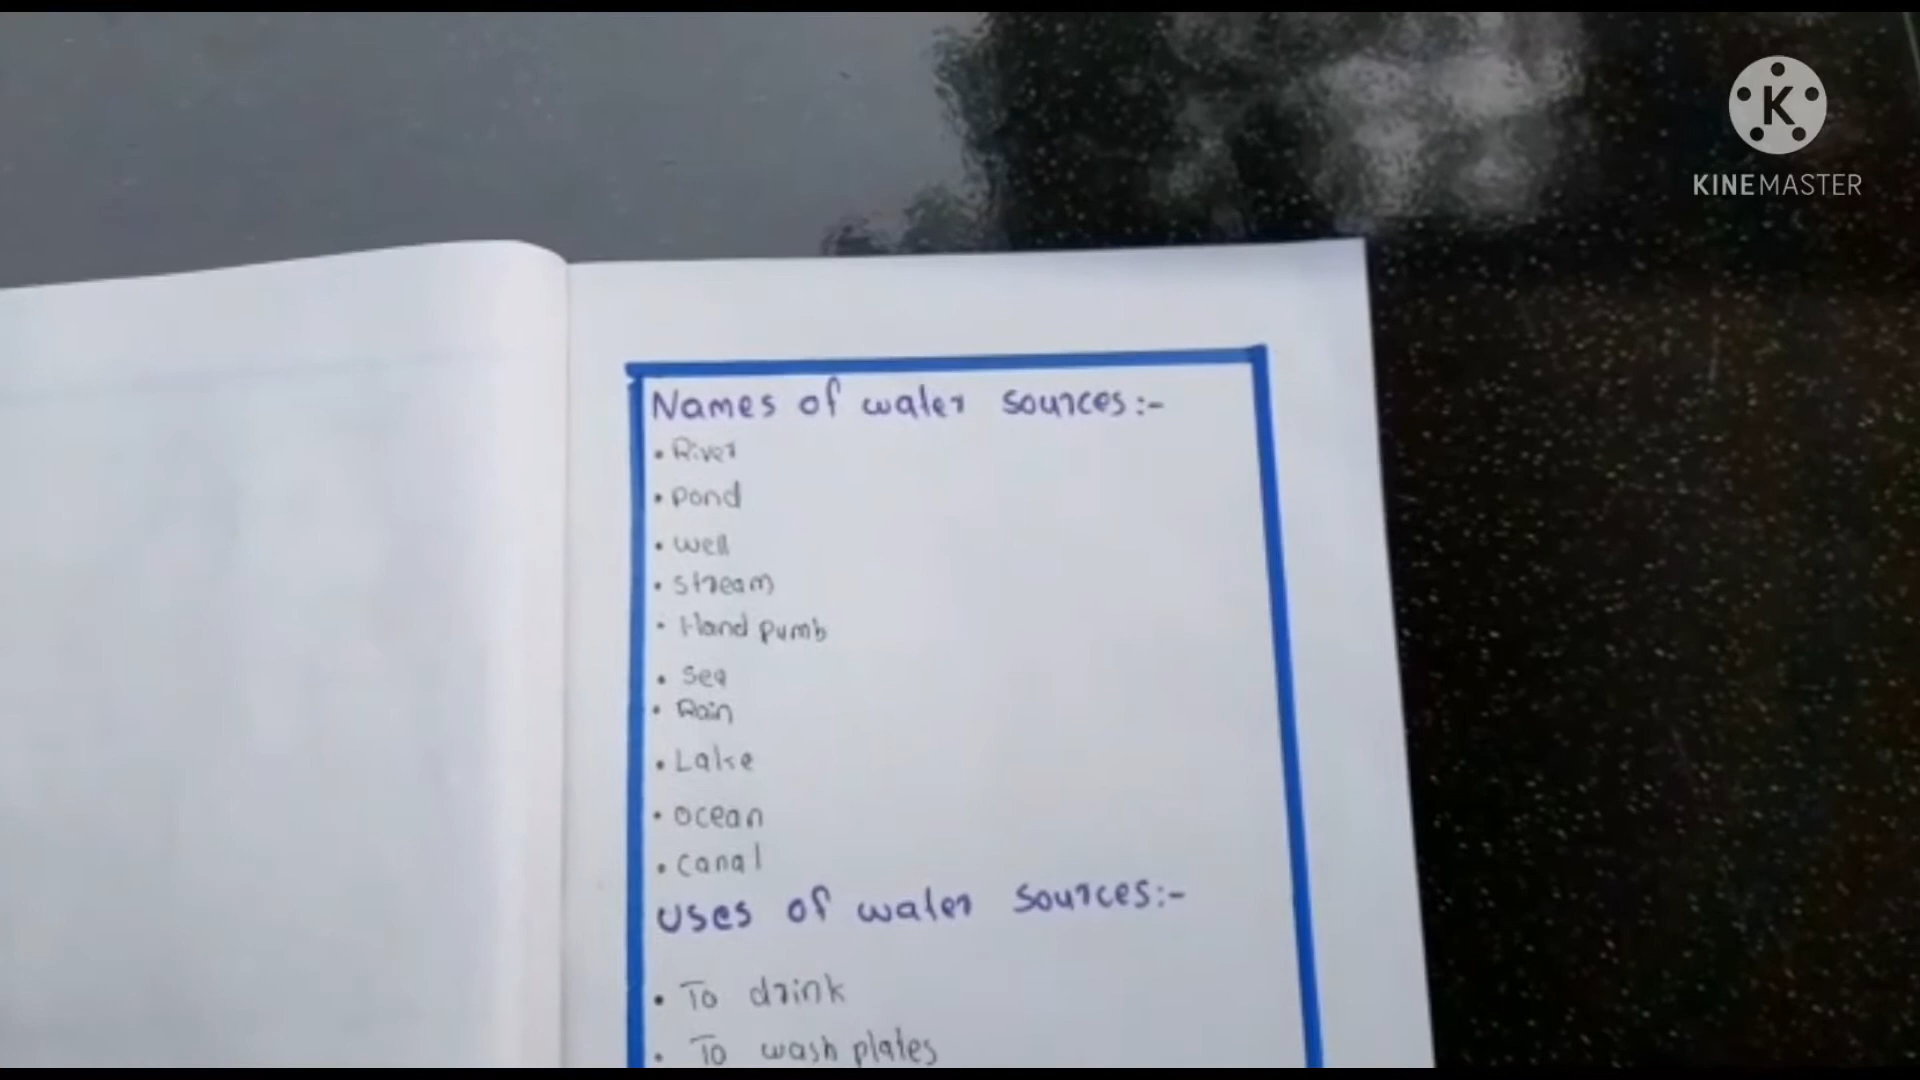 K
KINEMASTER
Names of water sources:-
• River
• pond
• well
• stream
• Hand pumb
• Sea
• Rain
• Lake
• ocean
• canal
uses of water sources:-
• To drink
• To wash plates